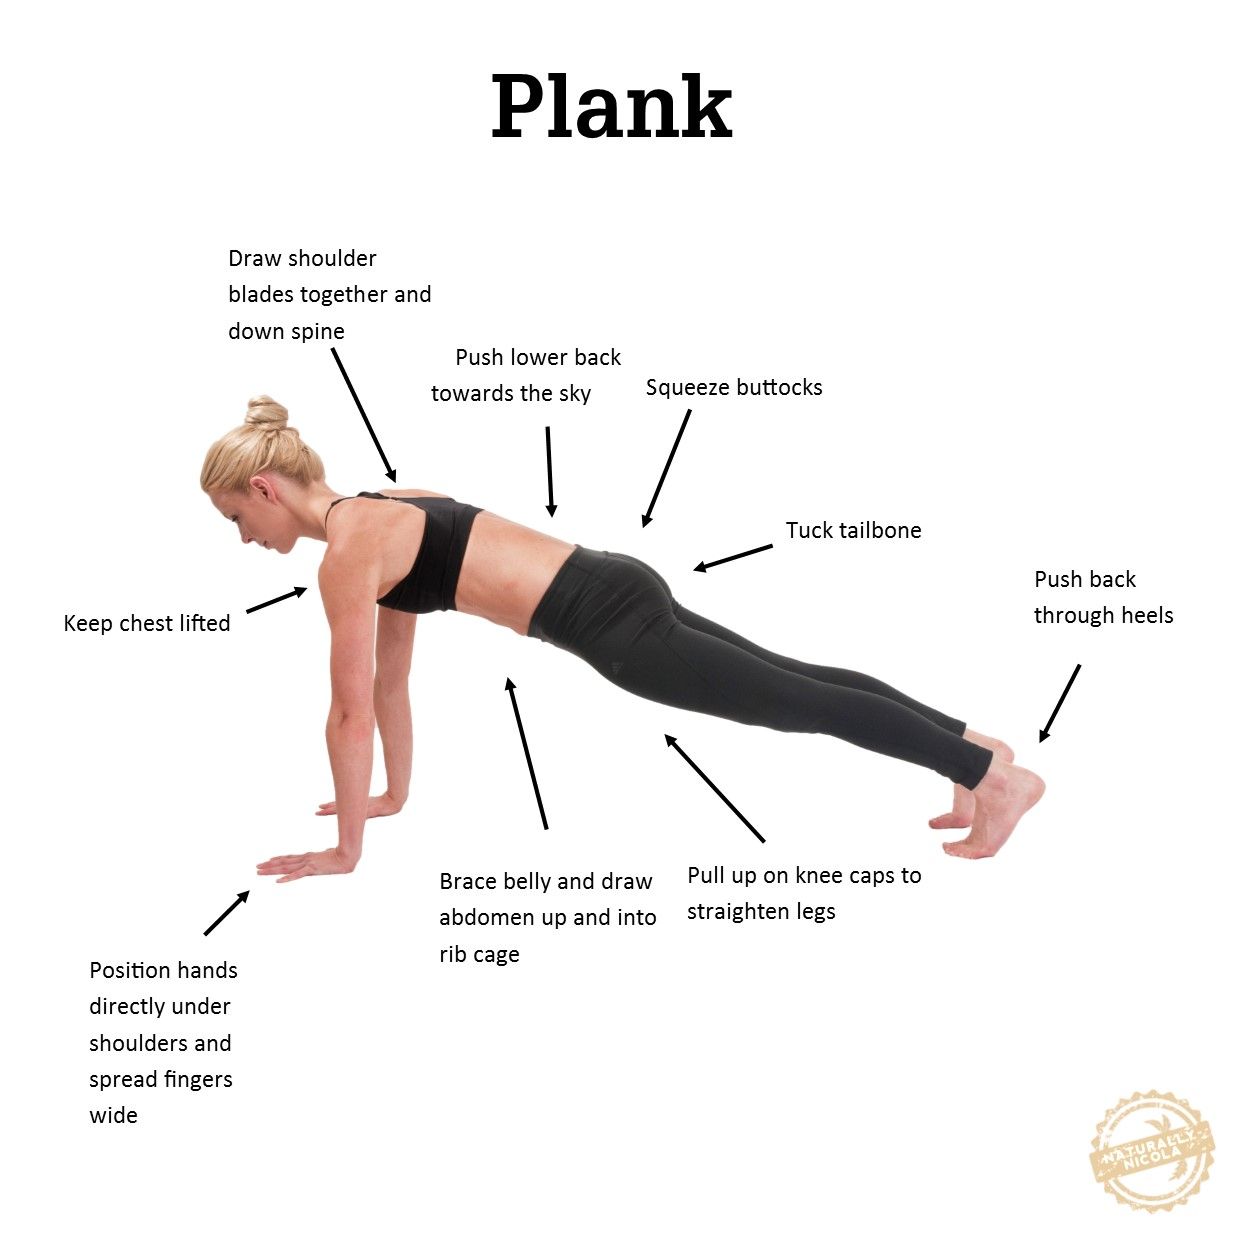 Plank
Draw shoulder
blades together and
down spine
Push lower back
towards the sky
Squeeze buttocks
Tuck tailbone
Push back
through heels
Keep chest lifted
Brace belly and draw
abdomen up and into
rib cage
Pull up on knee caps to
straighten legs
Position hands
directly under
shoulders and
spread fingers
wide
NATURALLY
NICOLA